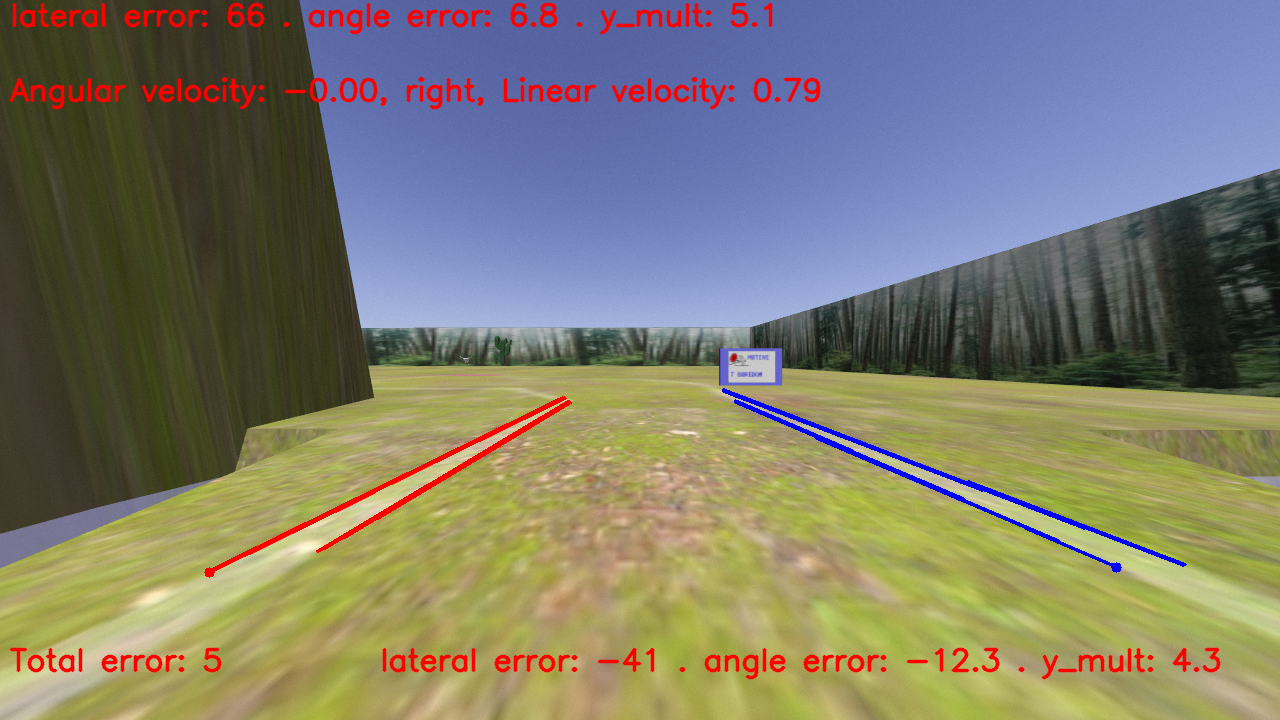 lateral error: 66 . angle error: 6.8 . y_mult: 5.1
Angular velocity: -0.00, right, Linear velocity: 0.79
Total error: 5
lateral error: -41 . angle error: -12.3 . y_mult: 4.3